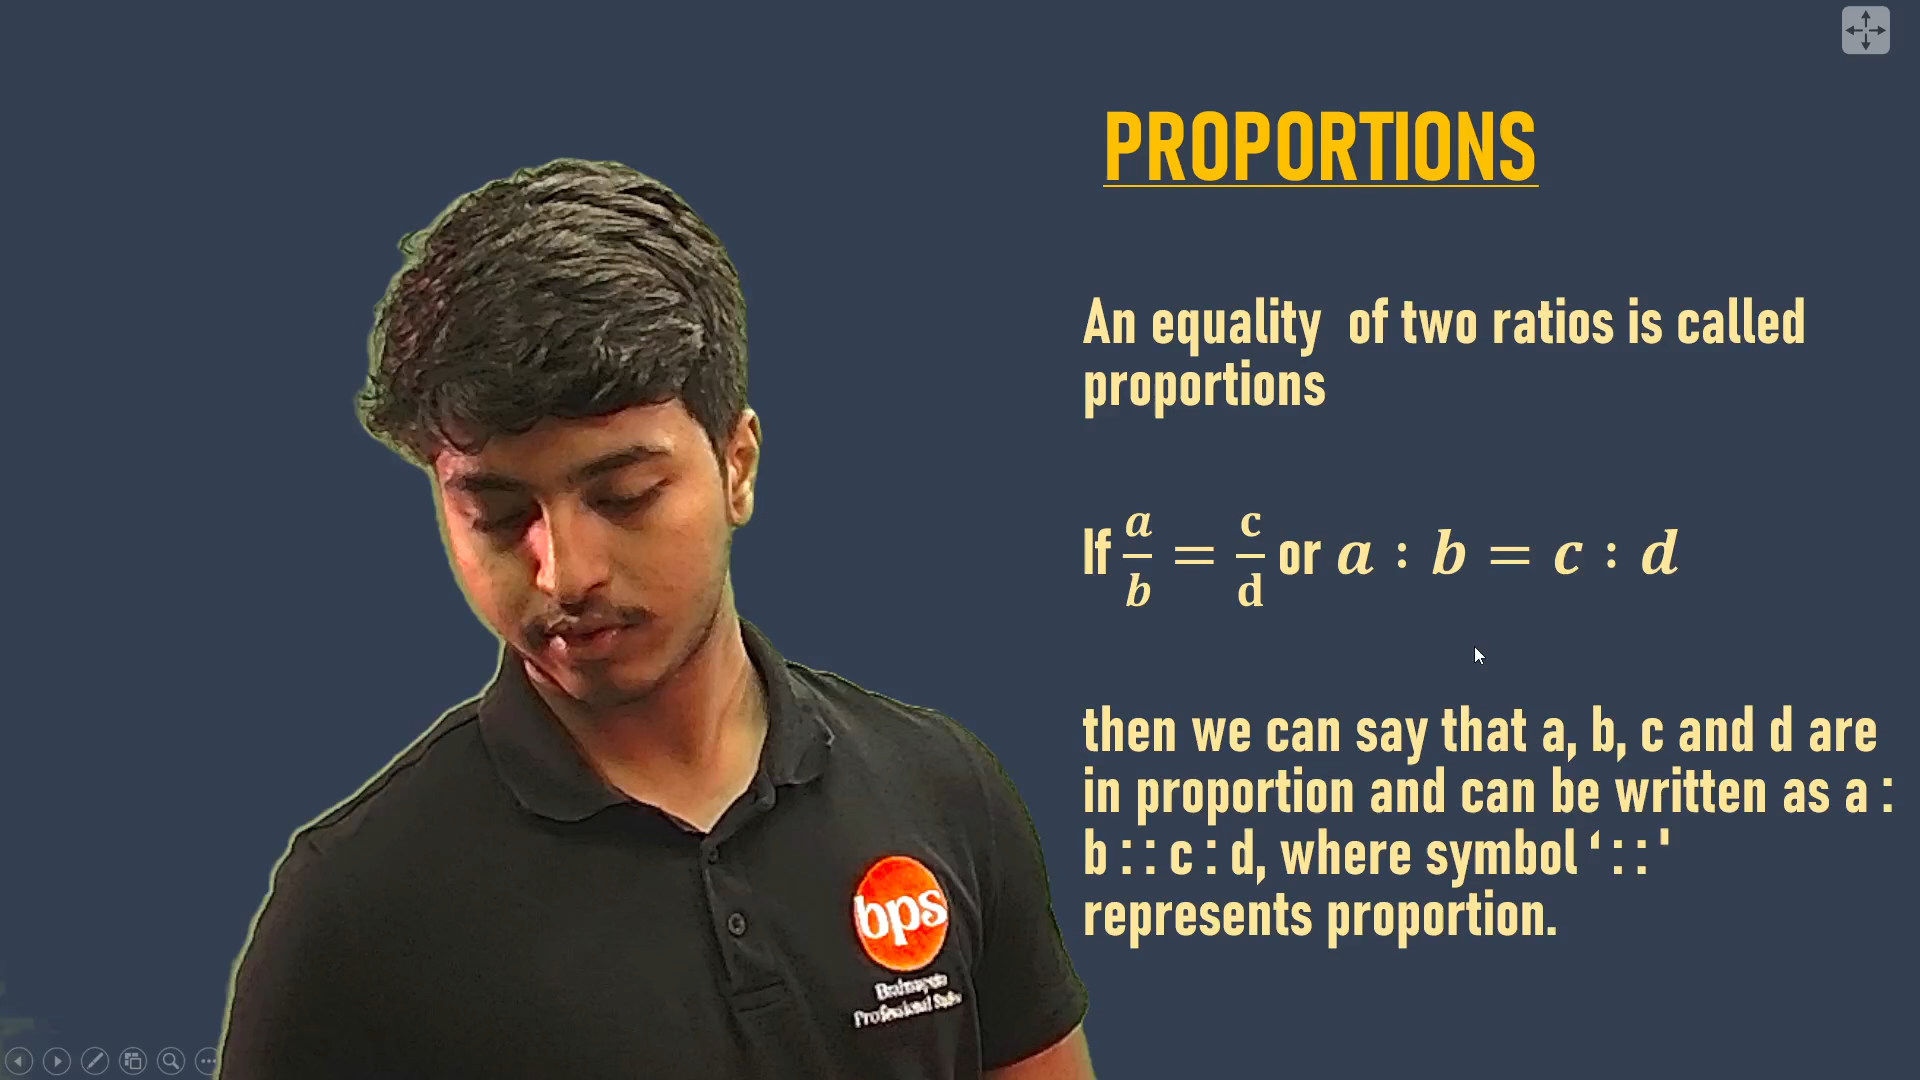 PROPORTIONS
An equality of two ratios is called
proportions
If a/b = c/d or a : b = c : d
then we can say that a, b, c and d are
in proportion and can be written as a :
b : : c : d, where symbol ‘ : : '
represents proportion.
bps